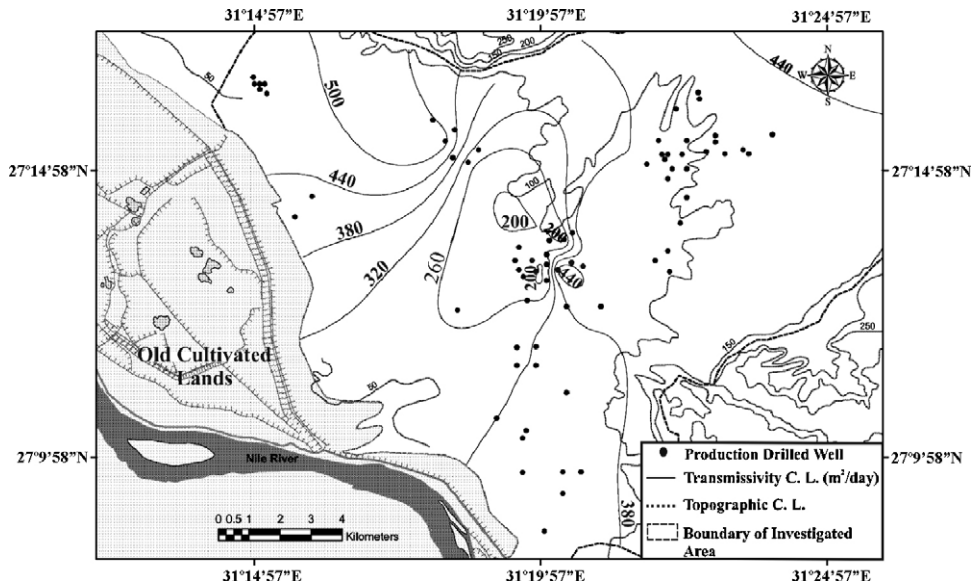 31°14'57"E 31°19'57"E 31°24'57"E
250
200
150
440
50
N
W E
S
500
27°14'58"N 27°14'58"N
440
100
200
200
380
260
320
200
440
250
150
Old Cultivated
Lands
50
27°9'58"N 27°9'58"N
Nile River
Production Drilled Well
Transmissivity C. L. (m²/day)
Topographic C. L.
Boundary of Investigated
Area
380
0 0.5 1 2 3 4
Kilometers
31°14'57"E 31°19'57"E 31°24'57"E